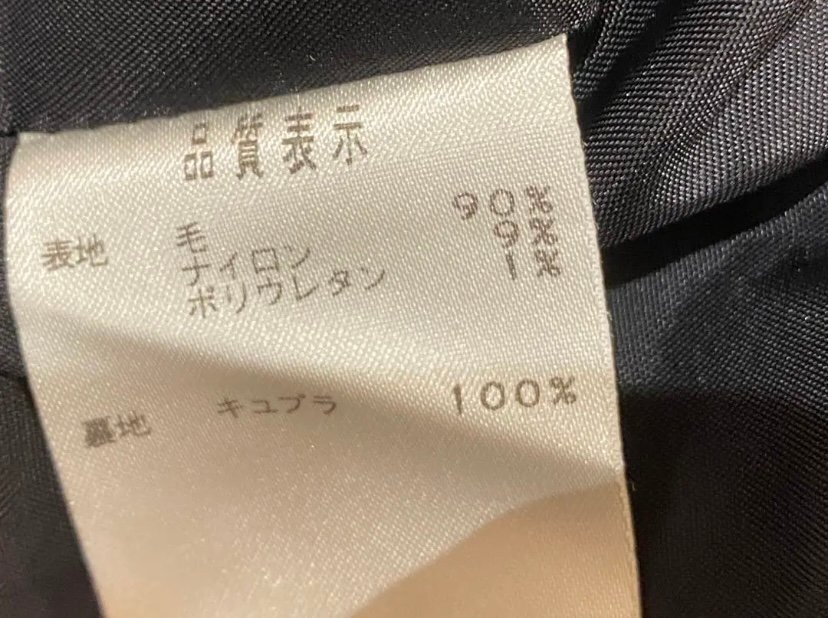 品質表示
表地 毛 90%
ナイロン 9%
ポリウレタン 1%
裏地 キュプラ 100%